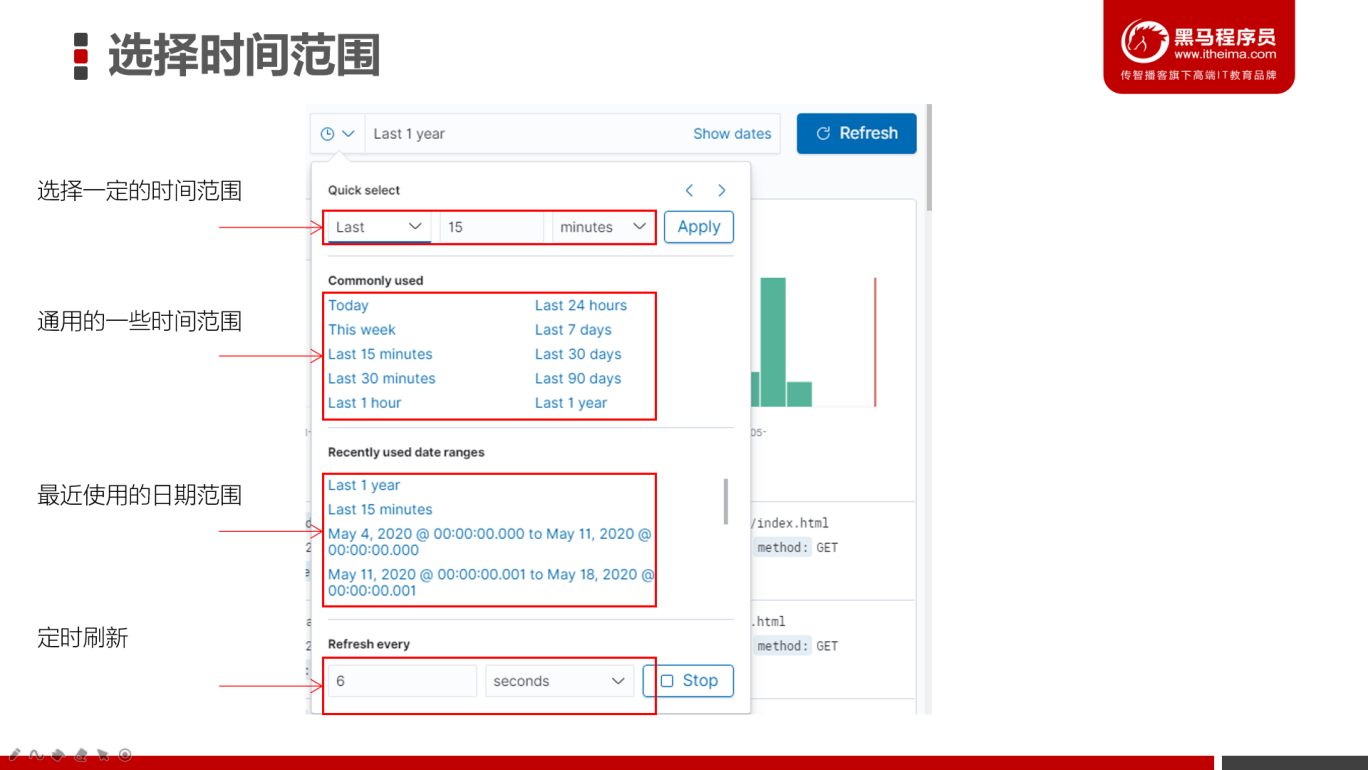 选择时间范围
黑马程序员
www.itheima.com
传智播客旗下高端IT教育品牌
Last 1 year
Show dates
Refresh
选择一定的时间范围
Quick select
Last
15
minutes
Apply
通用的一些时间范围
Commonly used
Today
Last 24 hours
This week
Last 7 days
Last 15 minutes
Last 30 days
Last 30 minutes
Last 90 days
Last 1 hour
Last 1 year
05-
最近使用的日期范围
Recently used date ranges
Last 1 year
Last 15 minutes
May 4, 2020 @ 00:00:00.000 to May 11, 2020 @
00:00:00.000
May 11, 2020 @ 00:00:00.001 to May 18, 2020 @
00:00:00.001
/index.html
method: GET
.html
method: GET
定时刷新
Refresh every
6
seconds
Stop